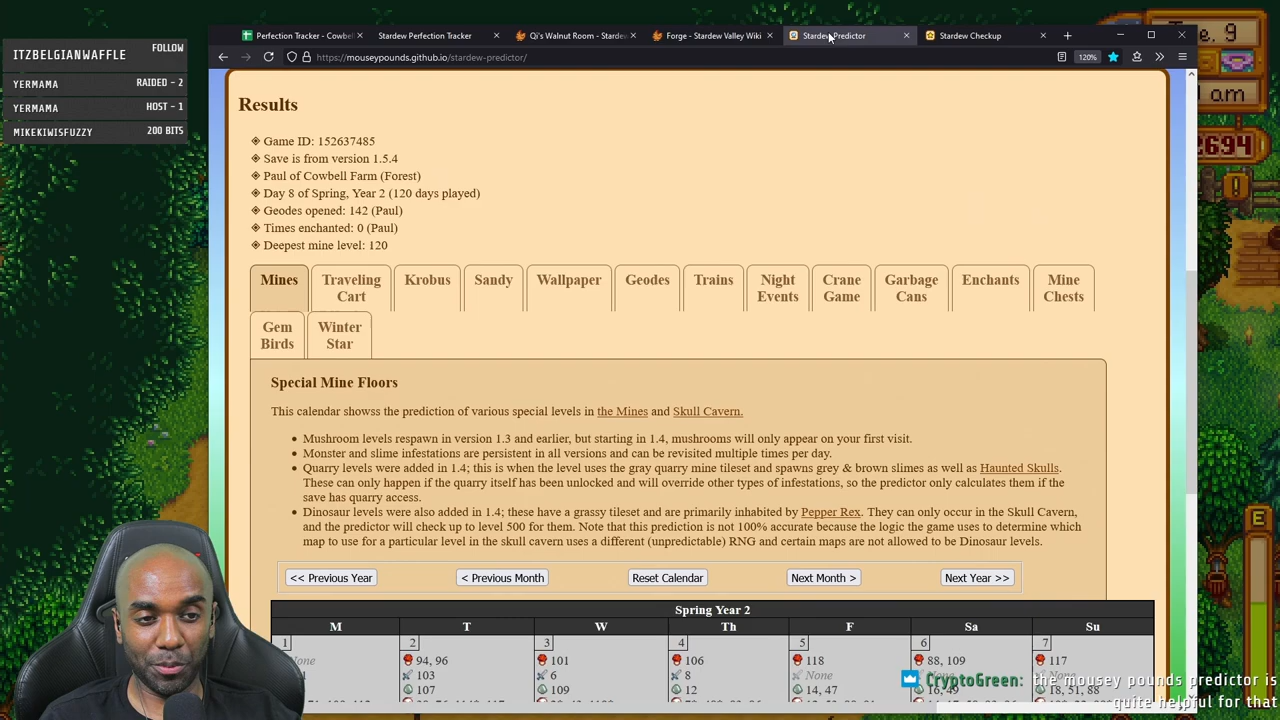 ITZBELGIANWAFFLE FOLLOW
YERMAMA RAIDED - 2
YERMAMA HOST - 1
MIKEKIWISFUZZY 200 BITS
Perfection Tracker - Cowbel
Stardew Perfection Tracker
Qi's Walnut Room - Stardew
Forge - Stardew Valley Wiki
Stardew Predictor
Stardew Checkup
https://mouseypounds.github.io/stardew-predictor/
120%
Results
Game ID: 152637485
Save is from version 1.5.4
Paul of Cowbell Farm (Forest)
Day 8 of Spring, Year 2 (120 days played)
Geodes opened: 142 (Paul)
Times enchanted: 0 (Paul)
Deepest mine level: 120
Mines
Traveling Cart
Krobus
Sandy
Wallpaper
Geodes
Trains
Night Events
Crane Game
Garbage Cans
Enchants
Mine Chests
Gem Birds
Winter Star
Special Mine Floors
This calendar showss the prediction of various special levels in the Mines and Skull Cavern.
Mushroom levels respawn in version 1.3 and earlier, but starting in 1.4, mushrooms will only appear on your first visit.
Monster and slime infestations are persistent in all versions and can be revisited multiple times per day.
Quarry levels were added in 1.4; this is when the level uses the gray quarry mine tileset and spawns grey & brown slimes as well as Haunted Skulls.
These can only happen if the quarry itself has been unlocked and will override other types of infestations, so the predictor only calculates them if the
save has quarry access.
Dinosaur levels were also added in 1.4; these have a grassy tileset and are primarily inhabited by Pepper Rex. They can only occur in the Skull Cavern,
and the predictor will check up to level 500 for them. Note that this prediction is not 100% accurate because the logic the game uses to determine which
map to use for a particular level in the skull cavern uses a different (unpredictable) RNG and certain maps are not allowed to be Dinosaur levels.
<< Previous Year
< Previous Month
Reset Calendar
Next Month >
Next Year >>
Spring Year 2
M T W Th F Sa Su
1 2 3 4 5 6 7
None 94, 96 101 106 118 88, 109 117
103 6 8 None
107 109 12 14, 47 16, 49 18, 51, 88
CryptoGreen: the mousey pounds predictor is
quite helpful for that
e. 9
am
2694
E